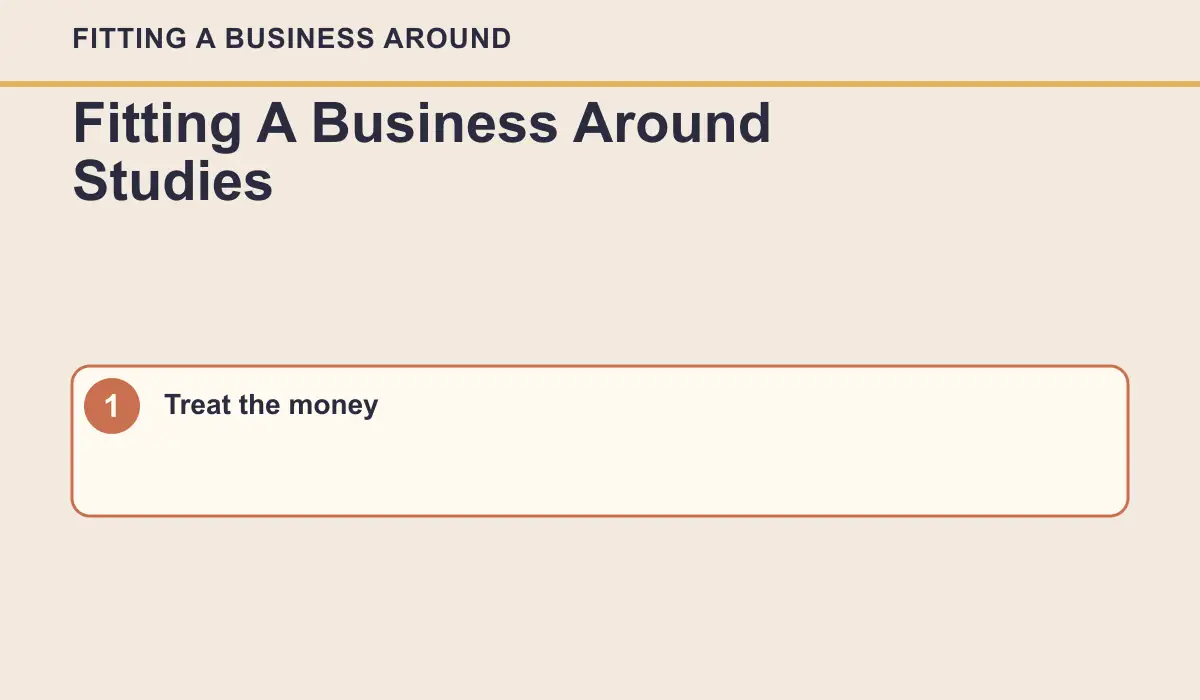 FITTING A BUSINESS AROUND
Fitting A Business Around
Studies
1
Treat the money